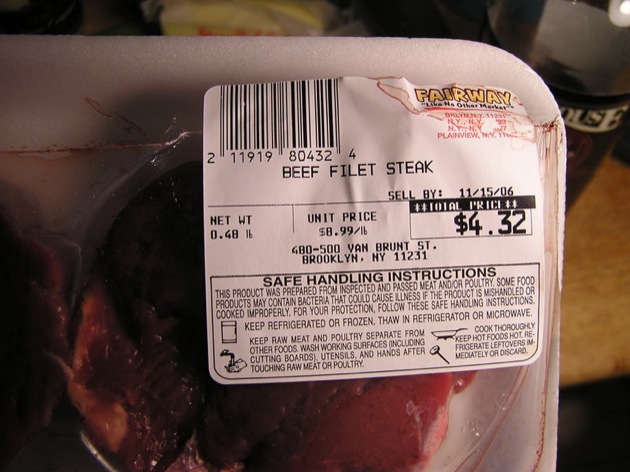 FAIRWAY
"Like No Other Market"
BKLYN, N.Y. 11231
N.Y., N.Y.
N.Y., N.Y.
PLAINVIEW, N.Y.
2 11919 80432 4
BEEF FILET STEAK
SELL BY: 11/15/06
NET WT
0.48 lb
UNIT PRICE
$8.99/lb
**TOTAL PRICE**
$4.32
480-500 VAN BRUNT ST.
BROOKLYN, NY 11231
SAFE HANDLING INSTRUCTIONS
THIS PRODUCT WAS PREPARED FROM INSPECTED AND PASSED MEAT AND/OR POULTRY. SOME FOOD
PRODUCTS MAY CONTAIN BACTERIA THAT COULD CAUSE ILLNESS IF THE PRODUCT IS MISHANDLED OR
COOKED IMPROPERLY. FOR YOUR PROTECTION, FOLLOW THESE SAFE HANDLING INSTRUCTIONS.
KEEP REFRIGERATED OR FROZEN. THAW IN REFRIGERATOR OR MICROWAVE.
KEEP RAW MEAT AND POULTRY SEPARATE FROM
OTHER FOODS. WASH WORKING SURFACES (INCLUDING
CUTTING BOARDS), UTENSILS, AND HANDS AFTER
TOUCHING RAW MEAT OR POULTRY.
COOK THOROUGHLY
KEEP HOT FOODS HOT. RE-
FRIGERATE LEFTOVERS IM-
MEDIATELY OR DISCARD.